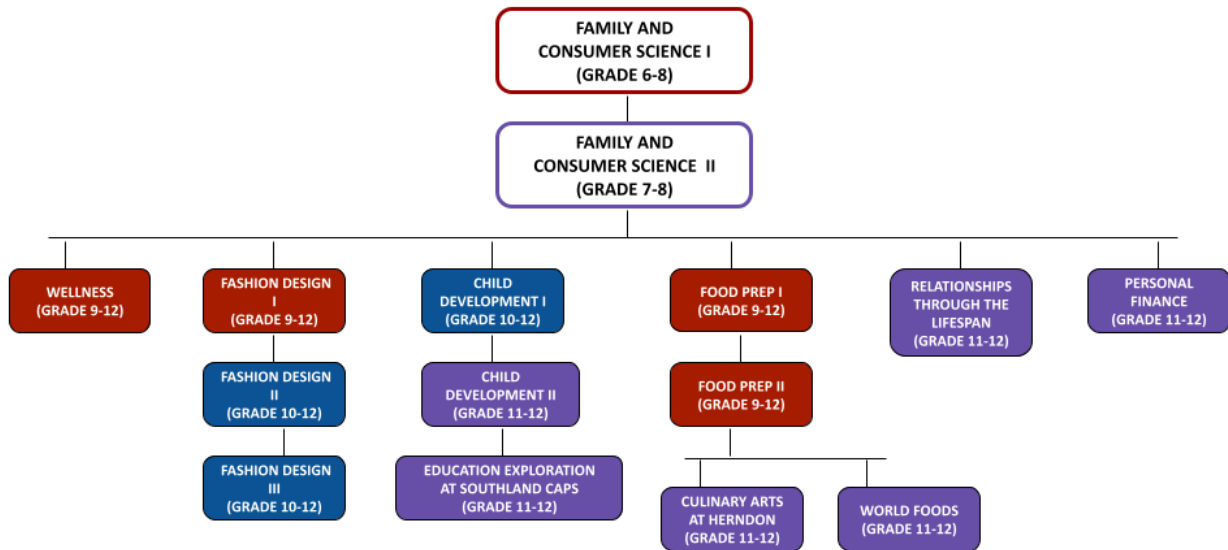 FAMILY AND
CONSUMER SCIENCE I
(GRADE 6-8)
FAMILY AND
CONSUMER SCIENCE II
(GRADE 7-8)
WELLNESS
(GRADE 9-12)
FASHION DESIGN
I
(GRADE 9-12)
CHILD
DEVELOPMENT I
(GRADE 10-12)
FOOD PREP I
(GRADE 9-12)
RELATIONSHIPS
THROUGH THE
LIFESPAN
(GRADE 11-12)
PERSONAL
FINANCE
(GRADE 11-12)
FASHION DESIGN
II
(GRADE 10-12)
CHILD
DEVELOPMENT II
(GRADE 11-12)
FOOD PREP II
(GRADE 9-12)
FASHION DESIGN
III
(GRADE 10-12)
EDUCATION EXPLORATION
AT SOUTHLAND CAPS
(GRADE 11-12)
CULINARY ARTS
AT HERNDON
(GRADE 11-12)
WORLD FOODS
(GRADE 11-12)